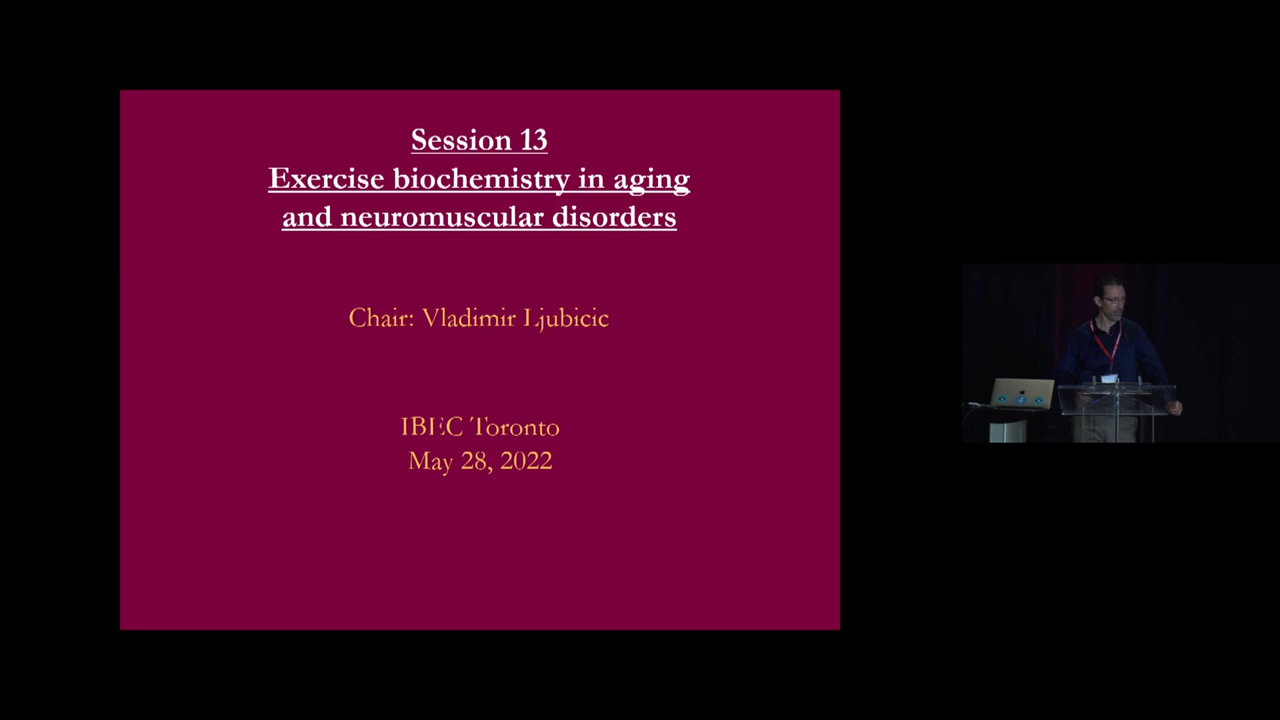 Session 13
Exercise biochemistry in aging
and neuromuscular disorders
Chair: Vladimir Ljubicic
IBEC Toronto
May 28, 2022